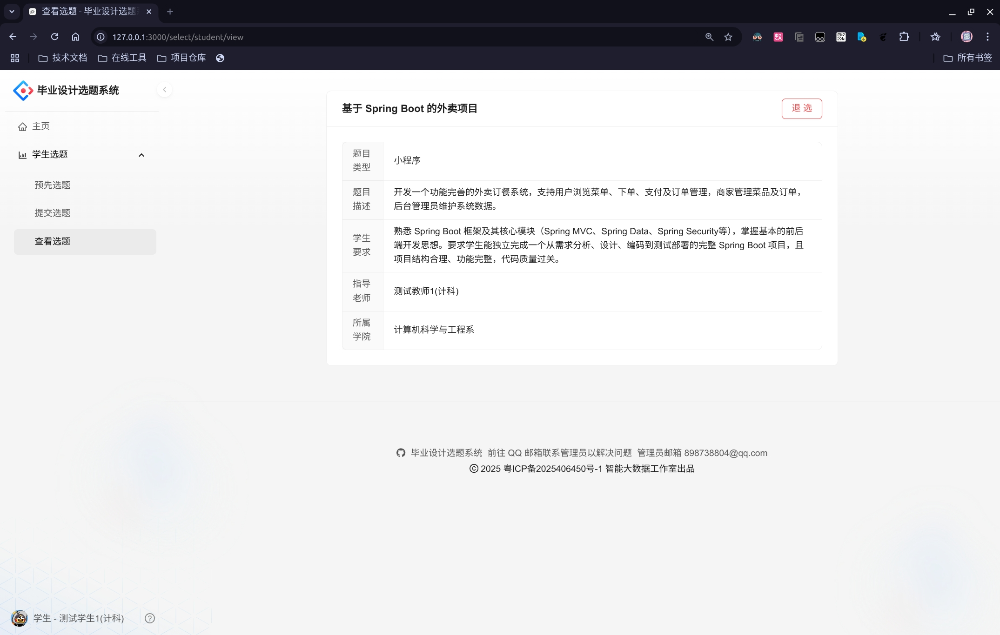 查看选题 - 毕业设计选题
127.0.0.1:3000/select/student/view
技术文档
在线工具
项目仓库
所有书签
毕业设计选题系统
主页
学生选题
预先选题
提交选题
查看选题
基于 Spring Boot 的外卖项目
退 选
题目
类型
小程序
题目
描述
开发一个功能完善的外卖订餐系统，支持用户浏览菜单、下单、支付及订单管理，商家管理菜品及订单，
后台管理员维护系统数据。
学生
要求
熟悉 Spring Boot 框架及其核心模块（Spring MVC、Spring Data、Spring Security等），掌握基本的前后
端开发思想。要求学生能独立完成一个从需求分析、设计、编码到测试部署的完整 Spring Boot 项目，且
项目结构合理、功能完整，代码质量过关。
指导
老师
测试教师1(计科)
所属
学院
计算机科学与工程系
毕业设计选题系统 前往 QQ 邮箱联系管理员以解决问题 管理员邮箱 898738804@qq.com
© 2025 粤ICP备2025406450号-1 智能大数据工作室出品
学生 - 测试学生1(计科)